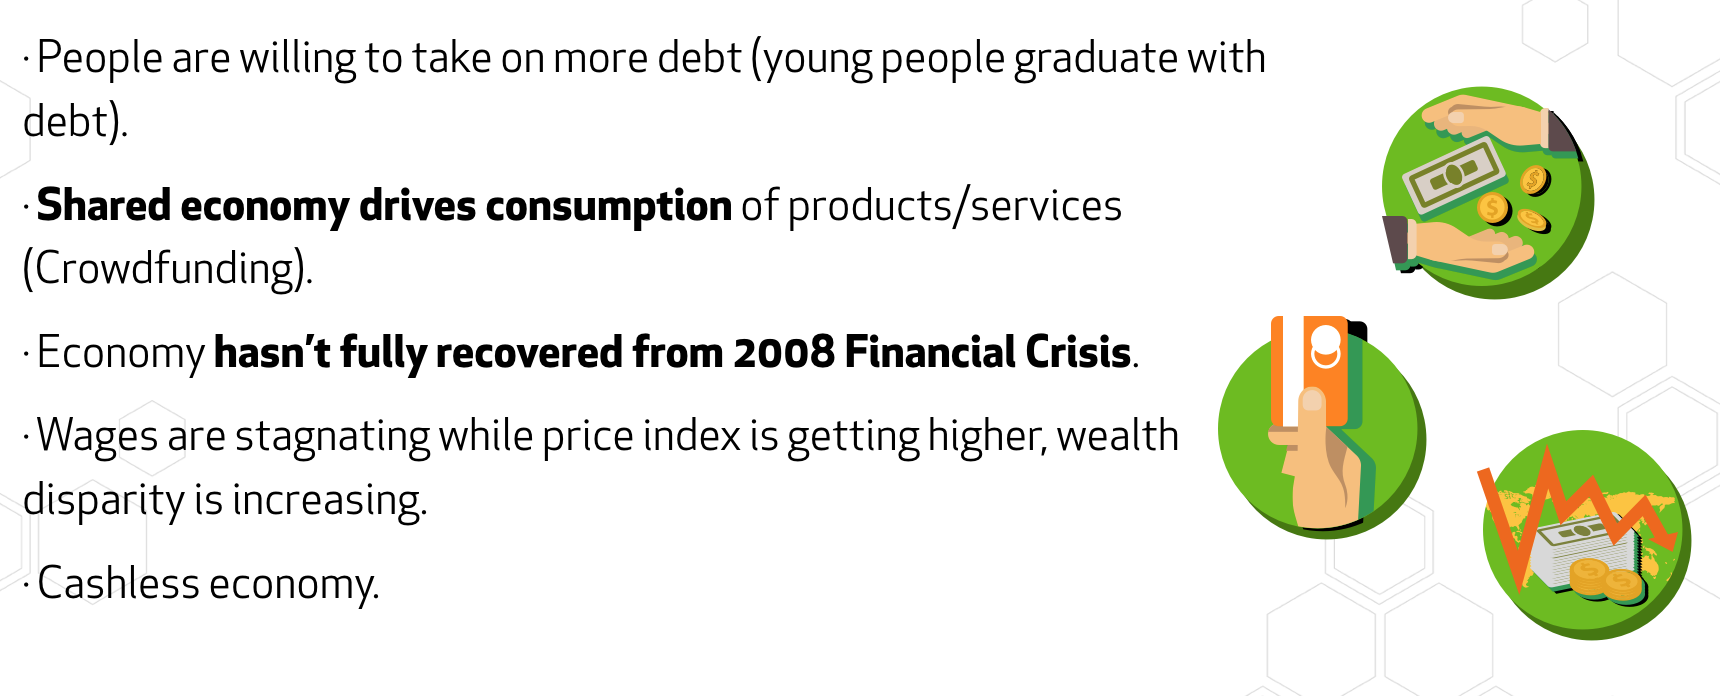 · People are willing to take on more debt (young people graduate with
debt).
· Shared economy drives consumption of products/services
(Crowdfunding).
· Economy hasn’t fully recovered from 2008 Financial Crisis.
· Wages are stagnating while price index is getting higher, wealth
disparity is increasing.
· Cashless economy.